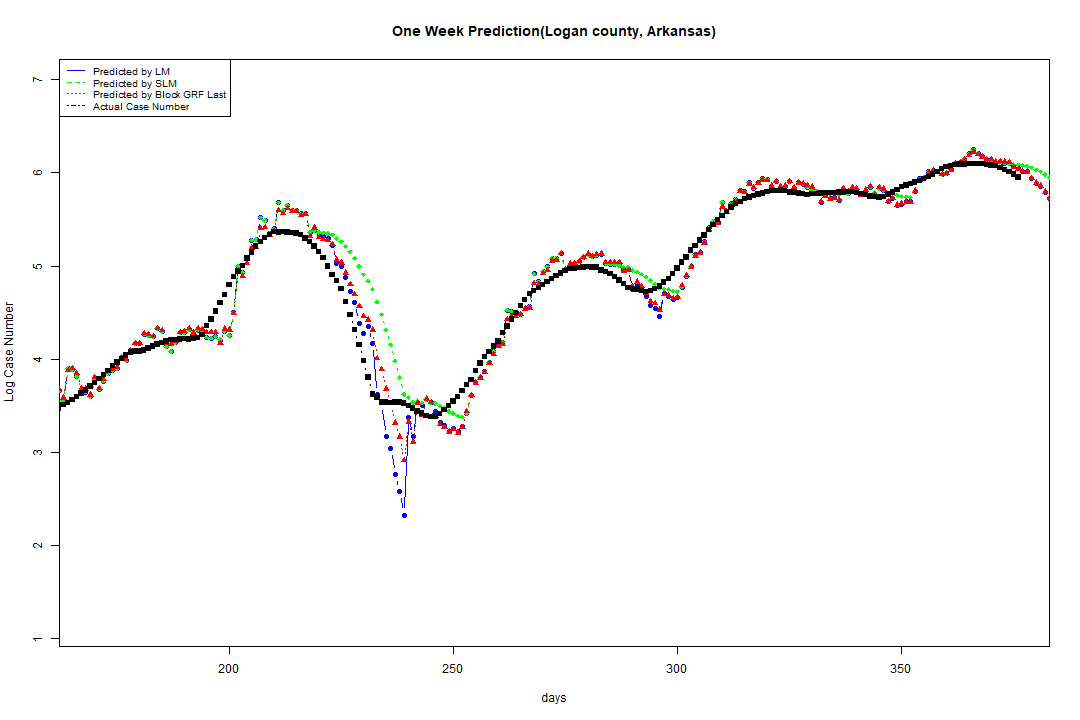 One Week Prediction(Logan county, Arkansas)
Predicted by LM
Predicted by SLM
Predicted by Block GRF Last
Actual Case Number
7
6
5
4
3
2
1
Log Case Number
200 250 300 350
days